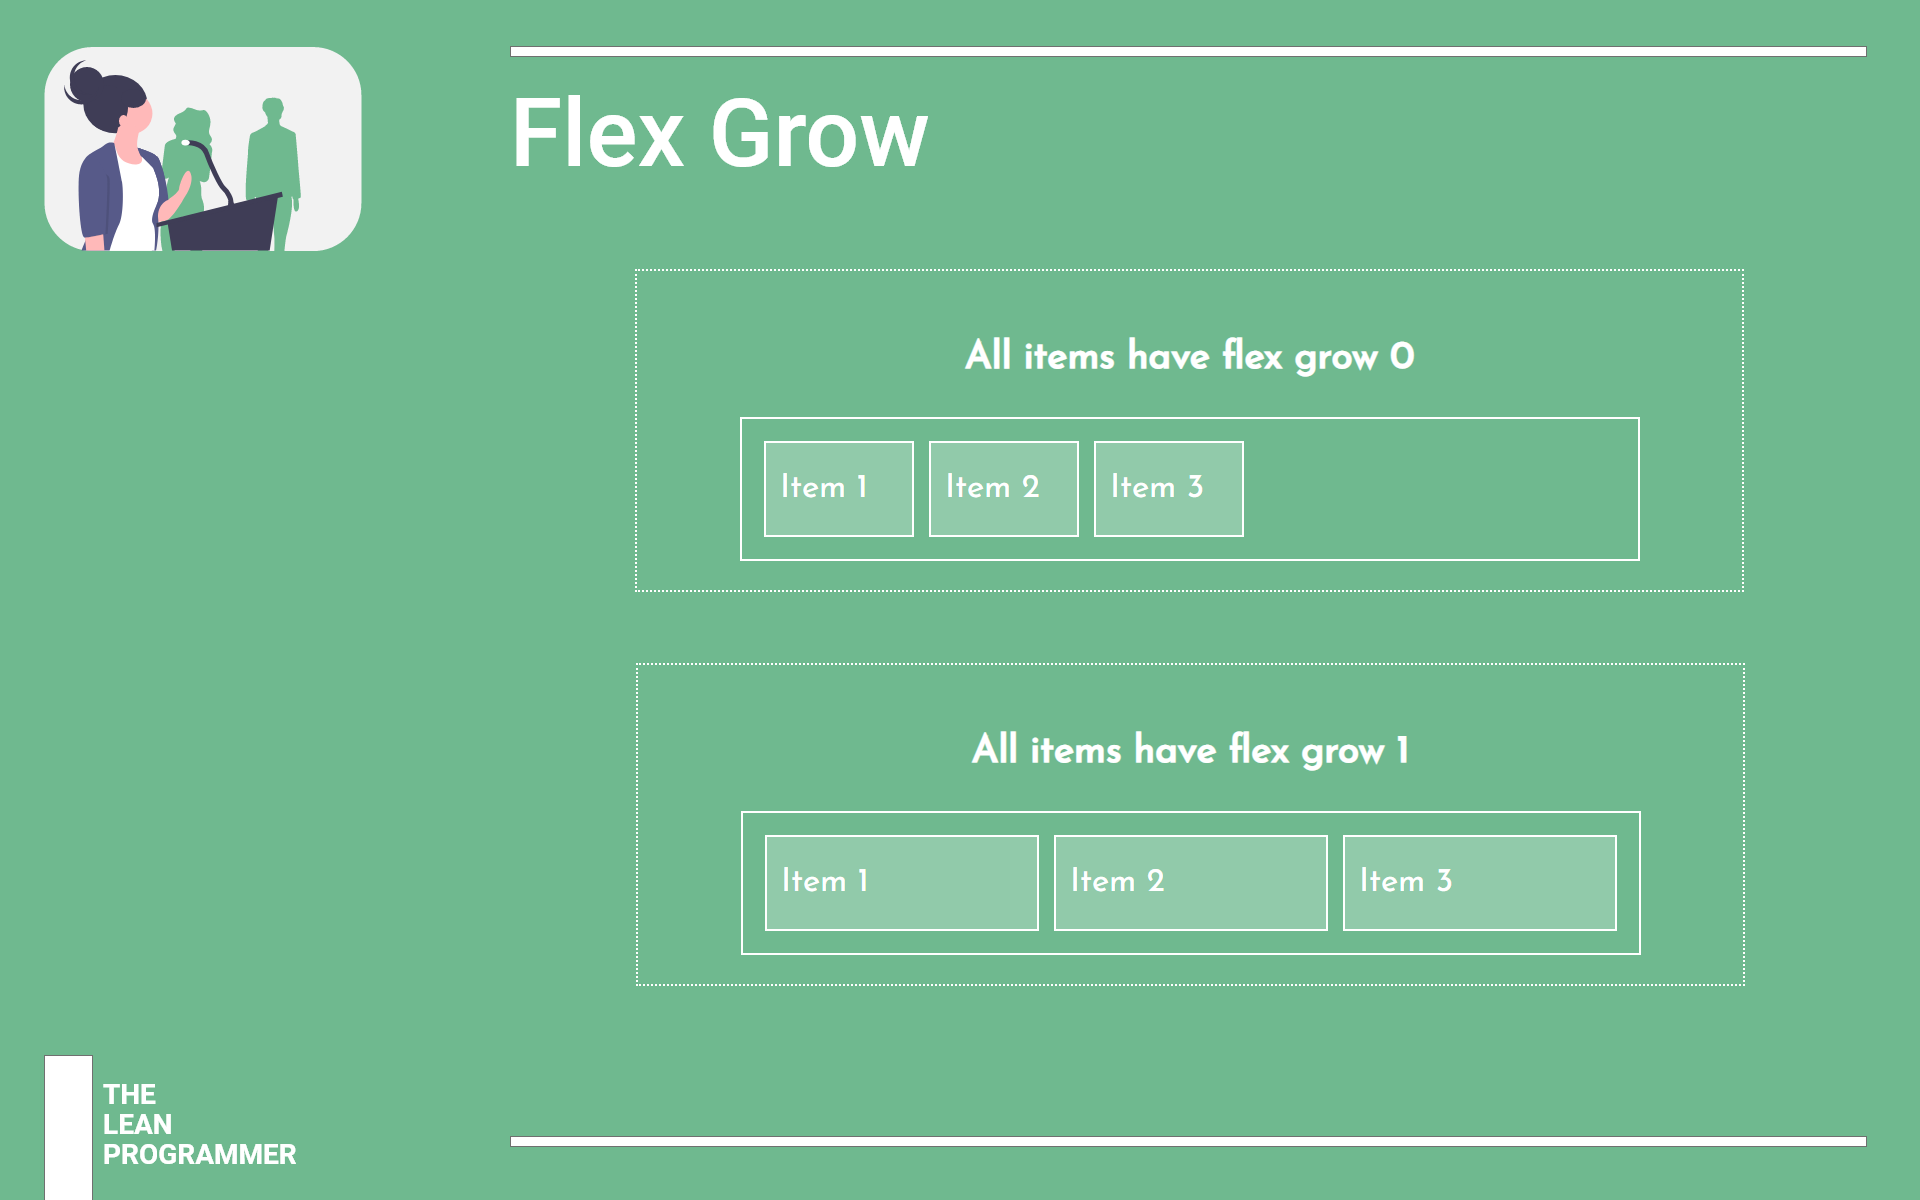 Flex Grow
All items have flex grow 0
Item 1
Item 2
Item 3
All items have flex grow 1
Item 1
Item 2
Item 3
THE
LEAN
PROGRAMMER